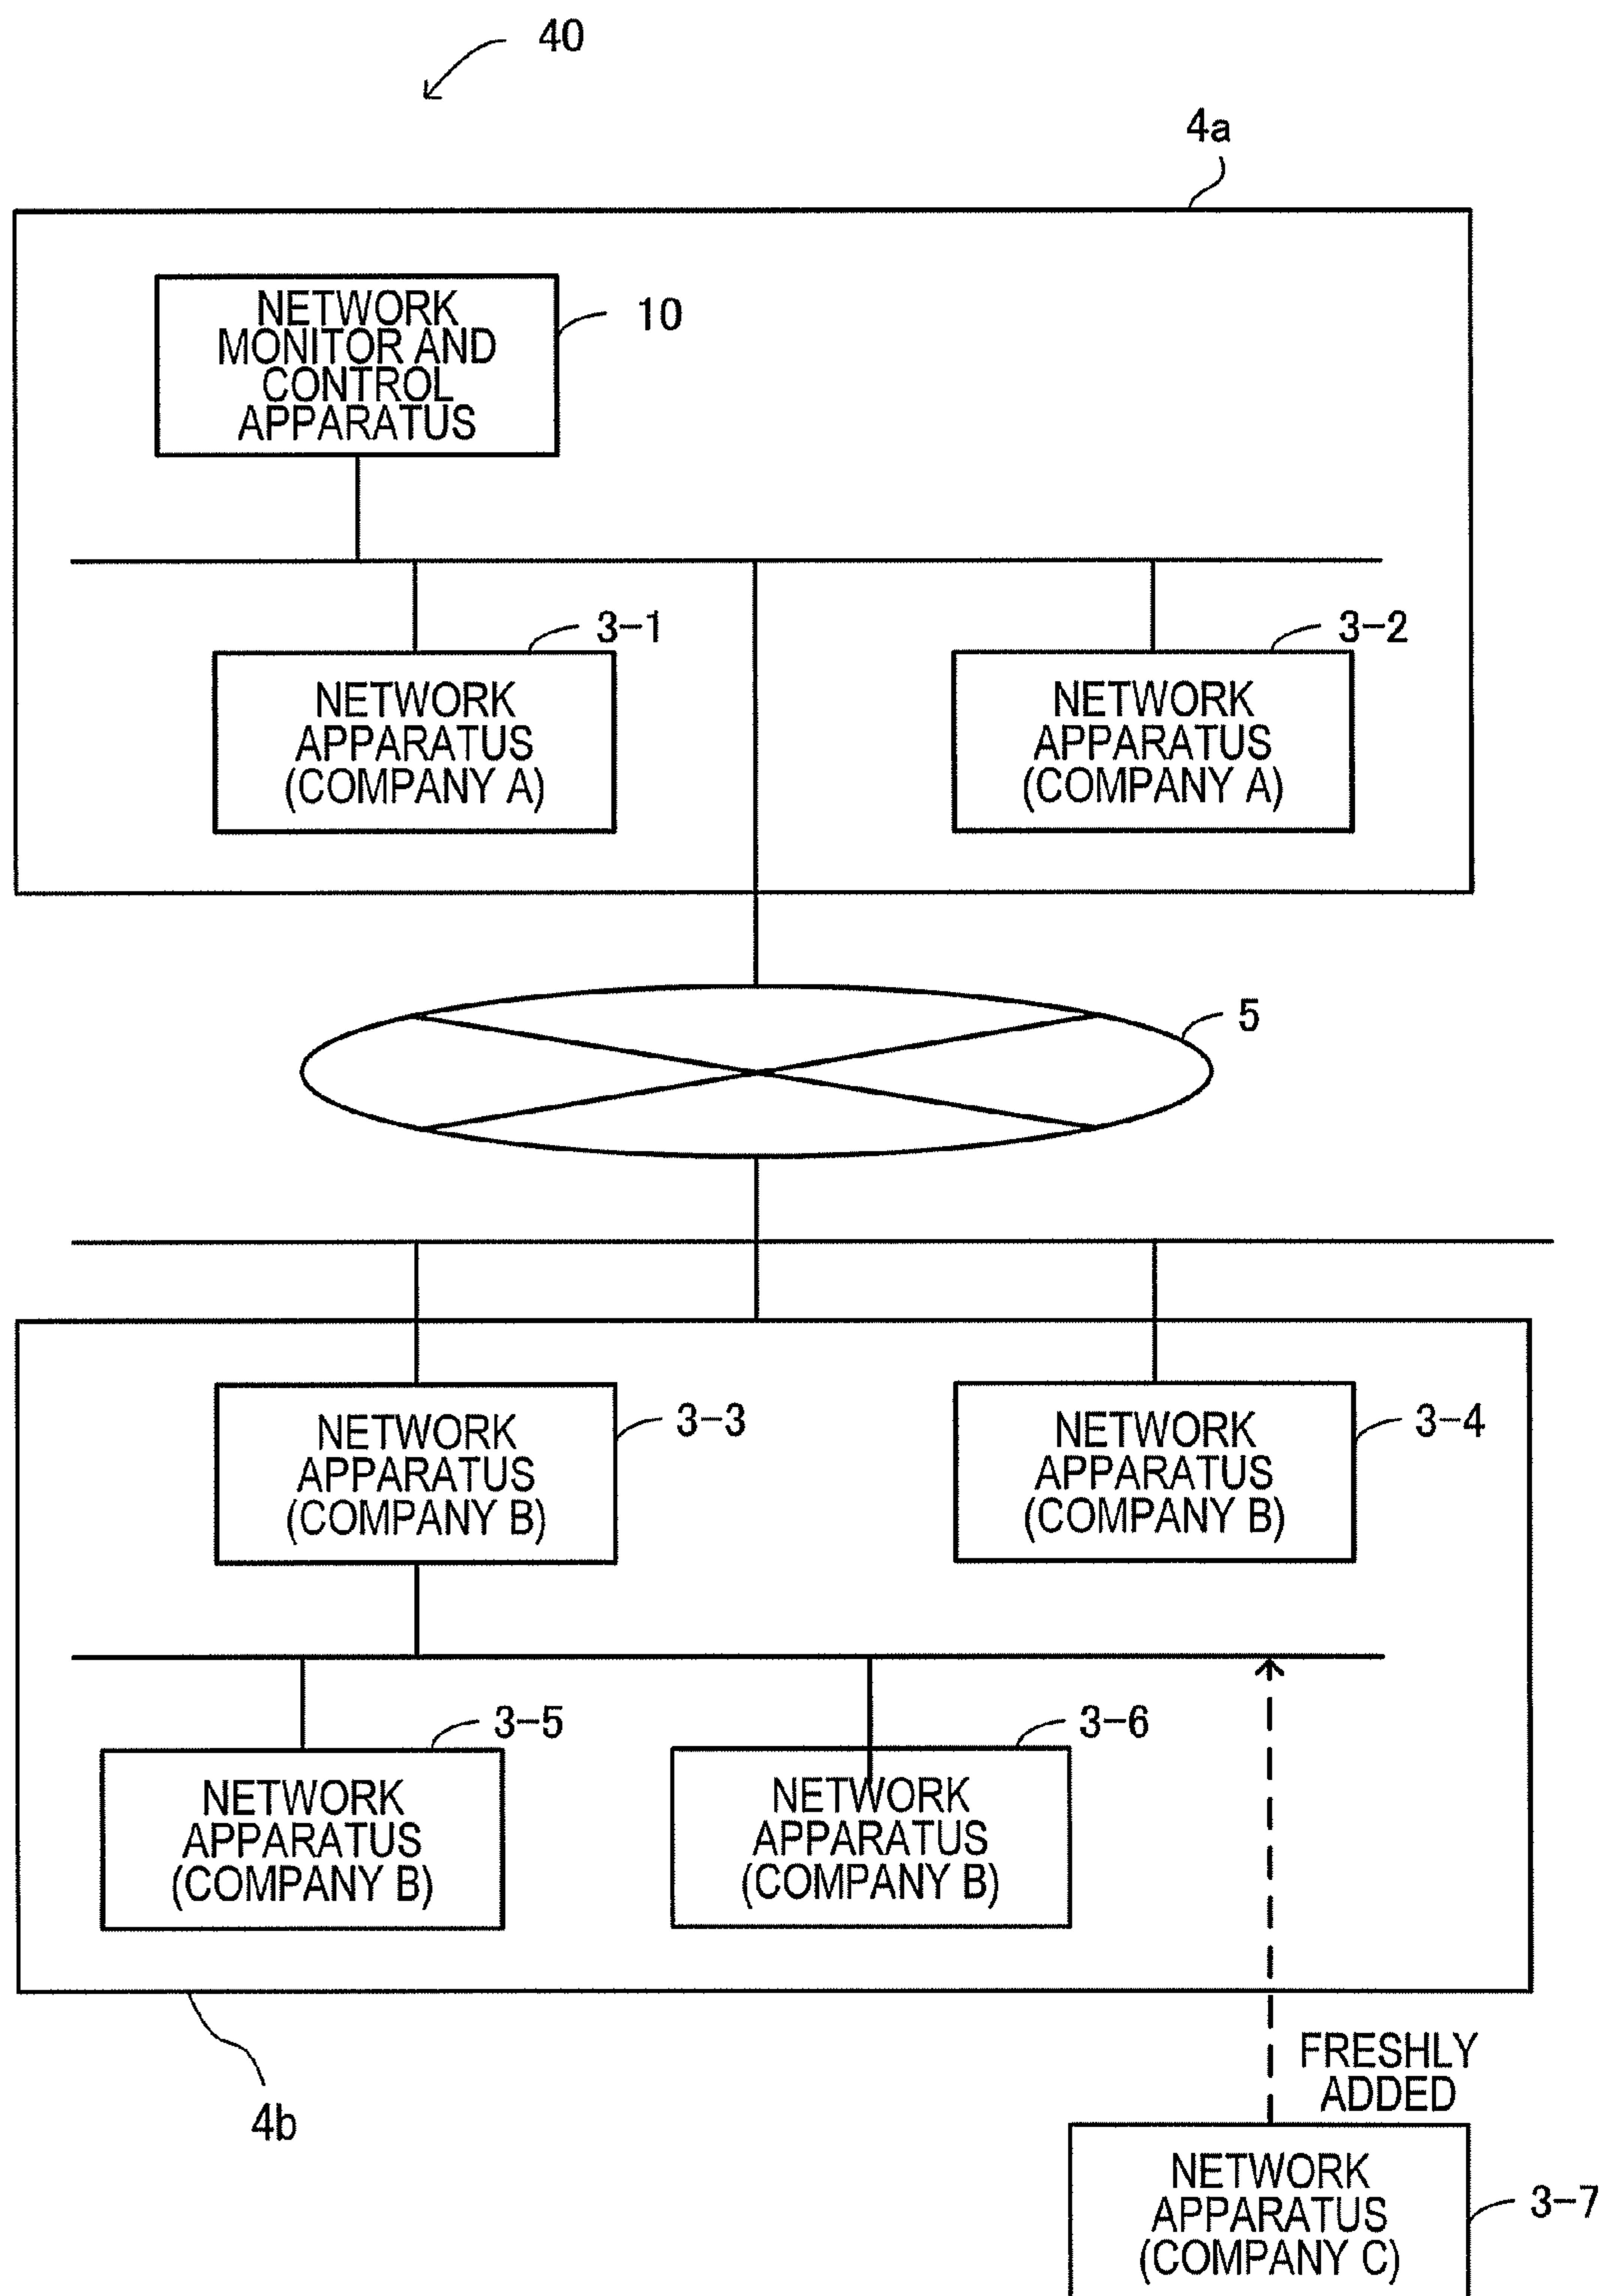 40
4a
NETWORK
MONITOR AND
CONTROL
APPARATUS
10
3-1
NETWORK
APPARATUS
(COMPANY A)
3-2
NETWORK
APPARATUS
(COMPANY A)
5
NETWORK
APPARATUS
(COMPANY B)
3-3
NETWORK
APPARATUS
(COMPANY B)
3-4
3-5
NETWORK
APPARATUS
(COMPANY B)
3-6
NETWORK
APPARATUS
(COMPANY B)
4b
FRESHLY
ADDED
NETWORK
APPARATUS
(COMPANY C)
3-7